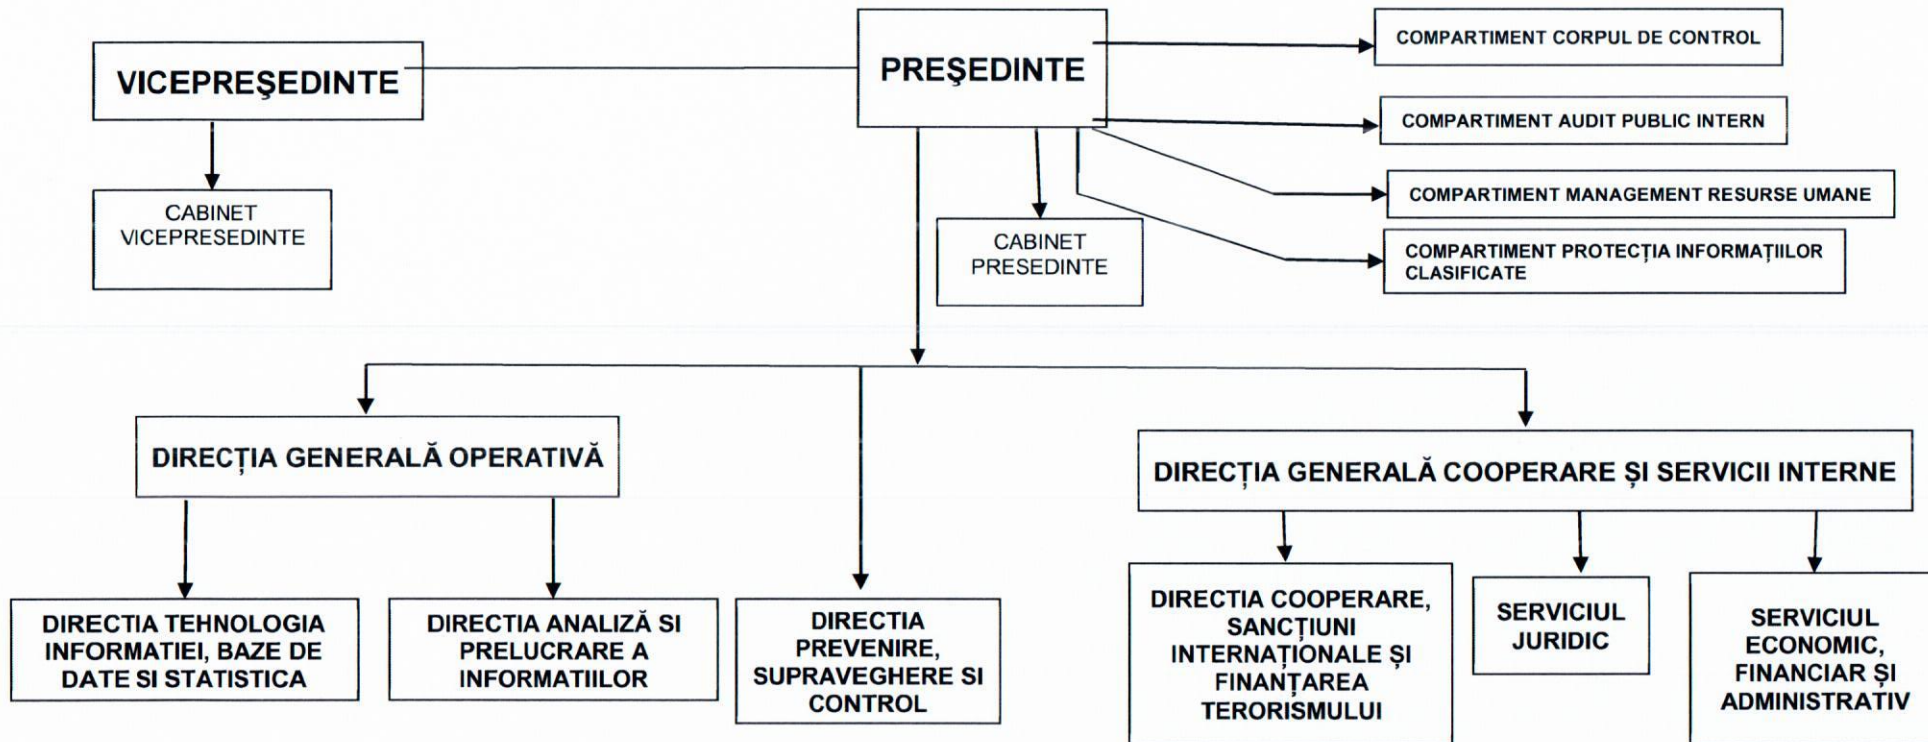 VICEPREŞEDINTE
PREŞEDINTE
COMPARTIMENT CORPUL DE CONTROL
COMPARTIMENT AUDIT PUBLIC INTERN
COMPARTIMENT MANAGEMENT RESURSE UMANE
COMPARTIMENT PROTECȚIA INFORMAȚIILOR
CLASIFICATE
CABINET
VICEPRESEDINTE
CABINET
PRESEDINTE
DIRECȚIA GENERALĂ OPERATIVĂ
DIRECȚIA GENERALĂ COOPERARE ȘI SERVICII INTERNE
DIRECTIA TEHNOLOGIA
INFORMATIEI, BAZE DE
DATE SI STATISTICA
DIRECTIA ANALIZĂ SI
PRELUCRARE A
INFORMATIILOR
DIRECTIA
PREVENIRE,
SUPRAVEGHERE SI
CONTROL
DIRECTIA COOPERARE,
SANCȚIUNI
INTERNAȚIONALE ȘI
FINANȚAREA
TERORISMULUI
SERVICIUL
JURIDIC
SERVICIUL
ECONOMIC,
FINANCIAR ȘI
ADMINISTRATIV